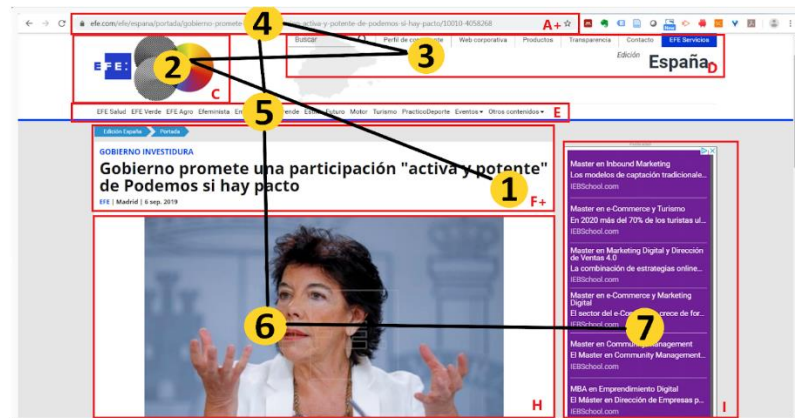 efe.com/efe/espana/portada/gobierno-promete- -activa-y-potente-de-podemos-si-hay-pacto/10010-4058268
A+
4
Buscar
Perfil de Web corporativa Productos Transparencia Contacto EFE Servicios
3
Edición
España
D
EFE:
2
C
5
EFE Salud EFE Verde EFE Agro Efeminista Estilo Efuturo Motor Turismo PracticoDeporte Eventos Otros contenidos
E
Edición España Portada
GOBIERNO INVESTIDURA
Gobierno promete una participación "activa y potente"
de Podemos si hay pacto
1
EFE | Madrid | 6 sep. 2019
F+
6
H
Master en Inbound Marketing
Los modelos de captación tradicionale...
IEBSchool.com
Master en e-Commerce y Turismo
En 2020 más del 70% de los turistas ul...
IEBSchool.com
Master en Marketing Digital y Dirección
de Ventas 4.0
La combinación de estrategias online...
IEBSchool.com
Master en e-Commerce y Marketing
Digital
El sector del e-Com crece de for...
IEBSchool.com
7
Master en Community Management
El Master en Community Management...
IEBSchool.com
MBA en Emprendimiento Digital
El Máster en Dirección de Empresas p...
IEBSchool.com
I